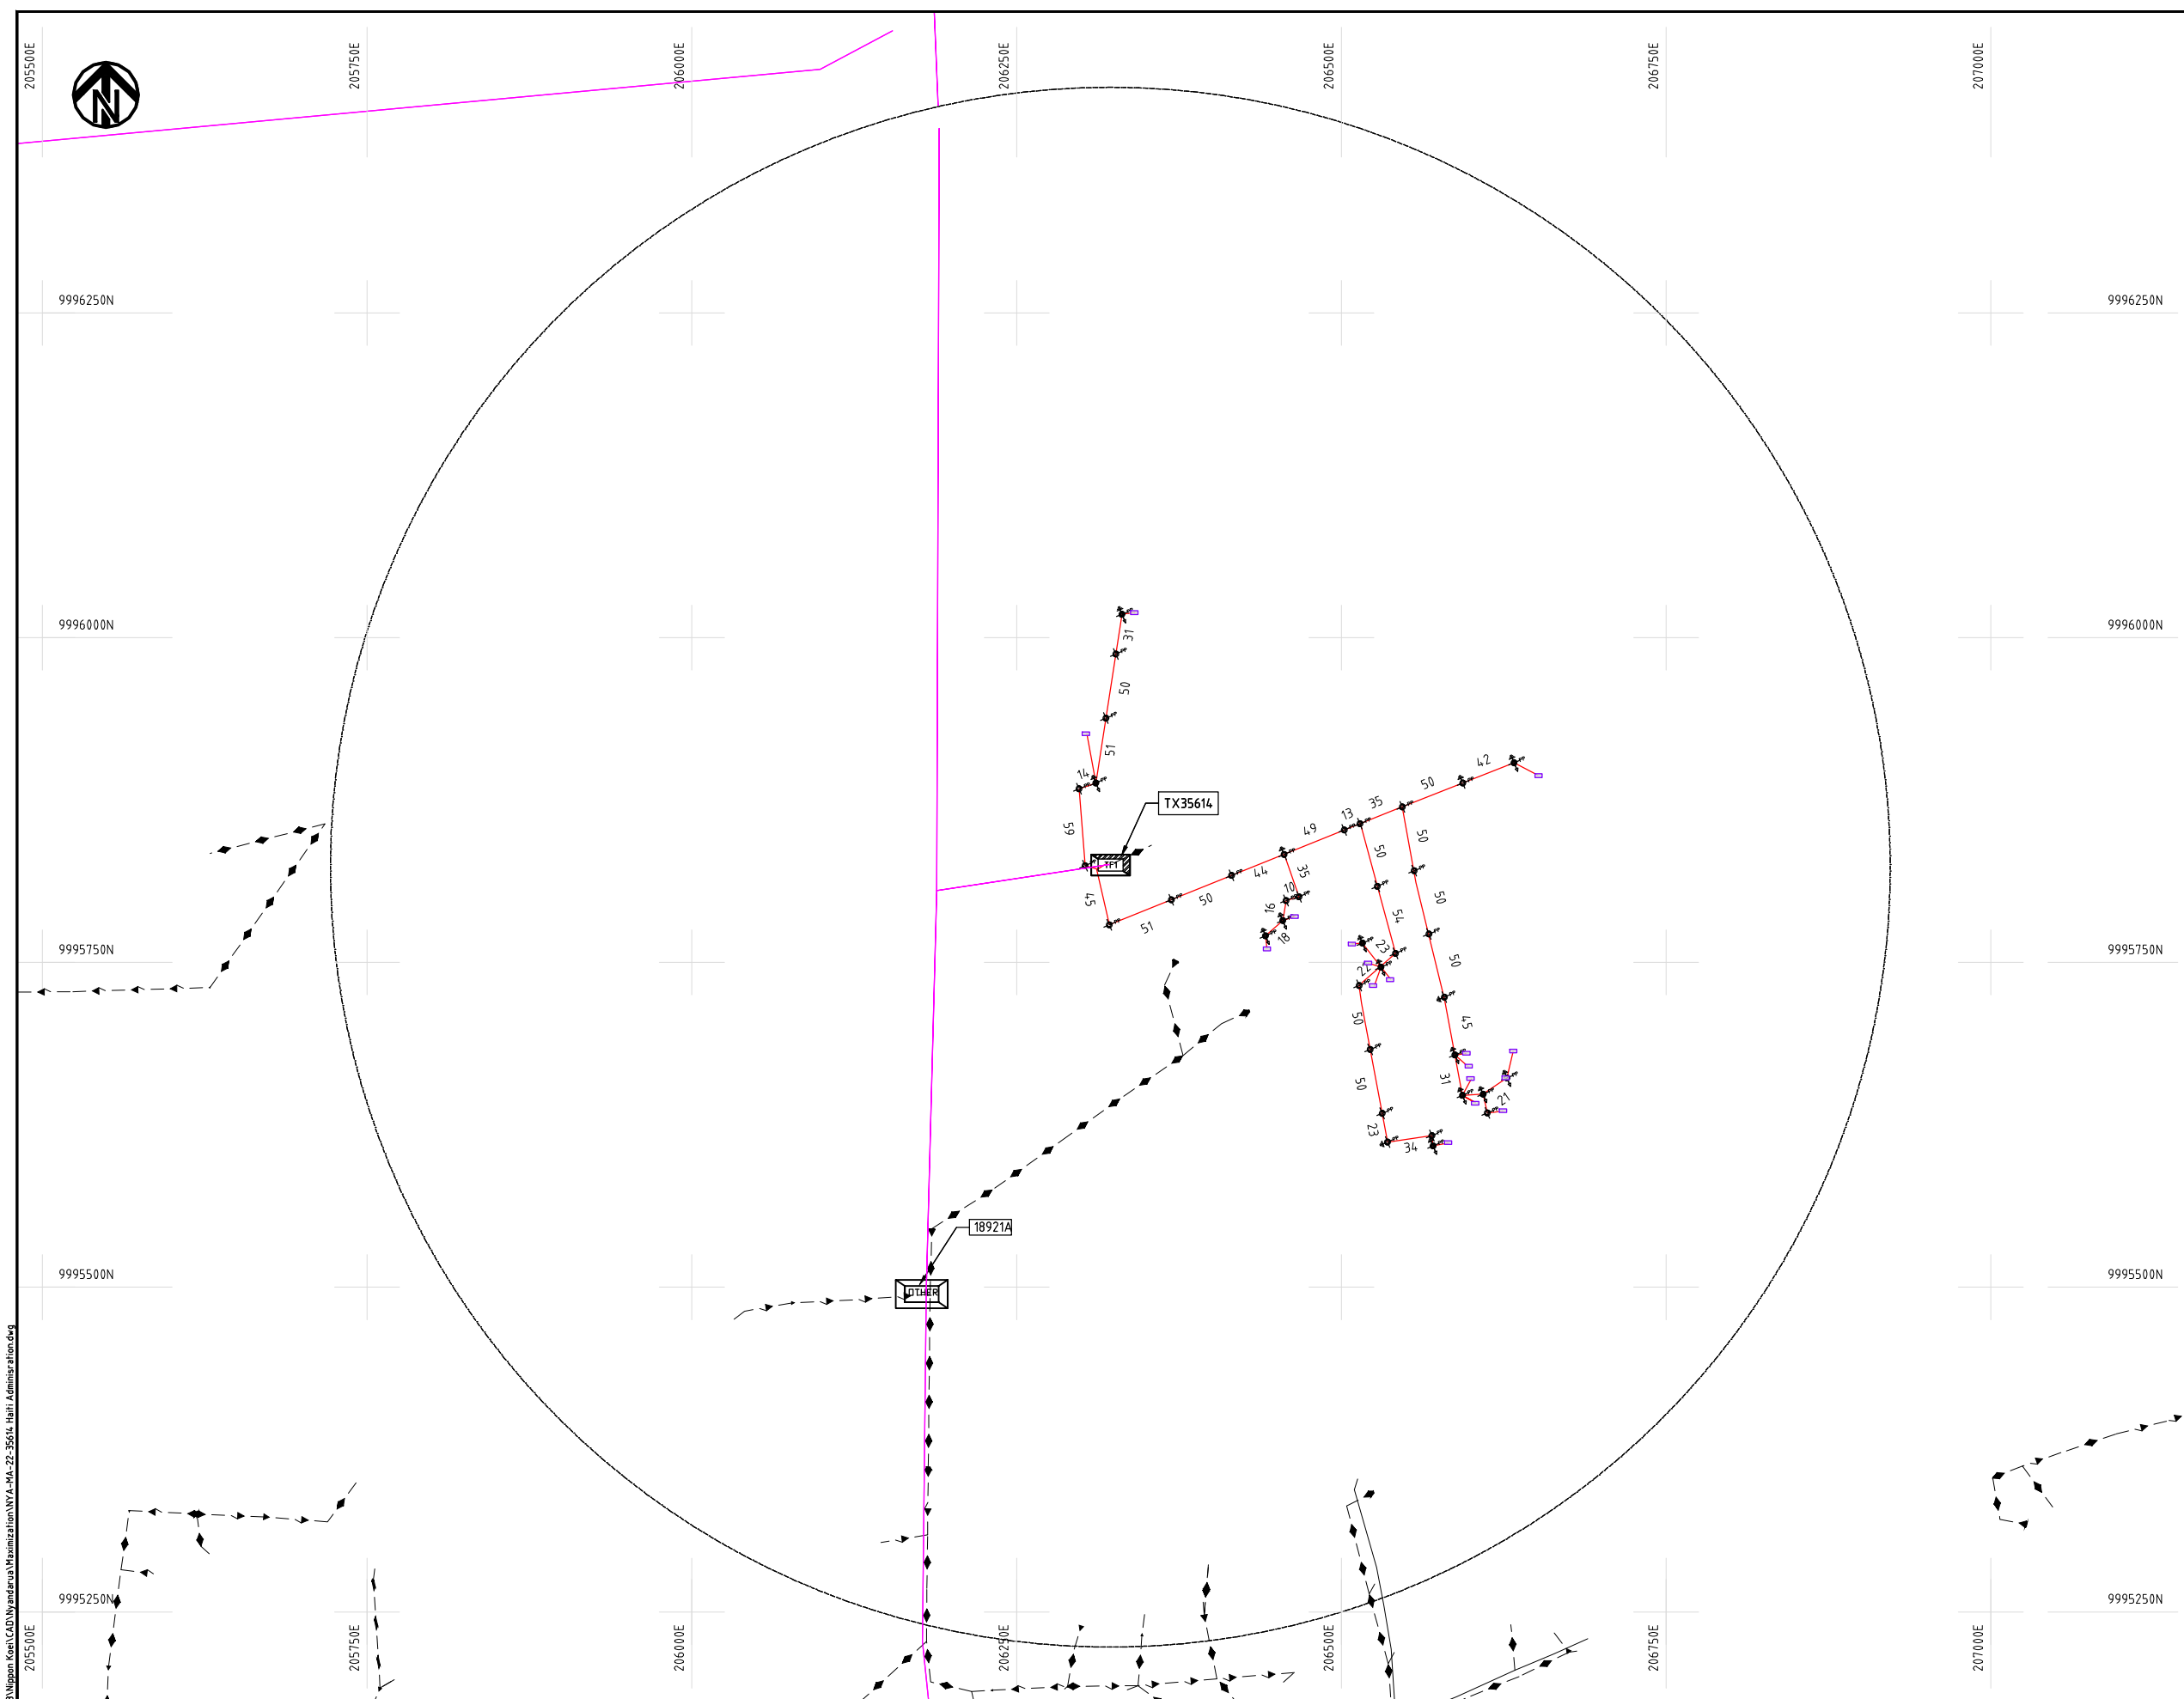 205500E
205750E
206000E
206250E
206500E
206750E
207000E
N
9996250N
9996250N
9996000N
9996000N
31
50
51
14
59
TX35614
TF1
45
51
50
44
49
13
35
50
42
35
10
16
18
50
54
23
22
50
50
23
34
50
50
50
45
31
21
9995750N
9995750N
18921A
OTHER
9995500N
9995500N
9995250N
9995250N
205500E
205750E
206000E
206250E
206500E
206750E
207000E
\Nippon Koei\CAD\Nyandarua\Maximization\NYA-MA-22-35614 Haiti Adminisration.dwg